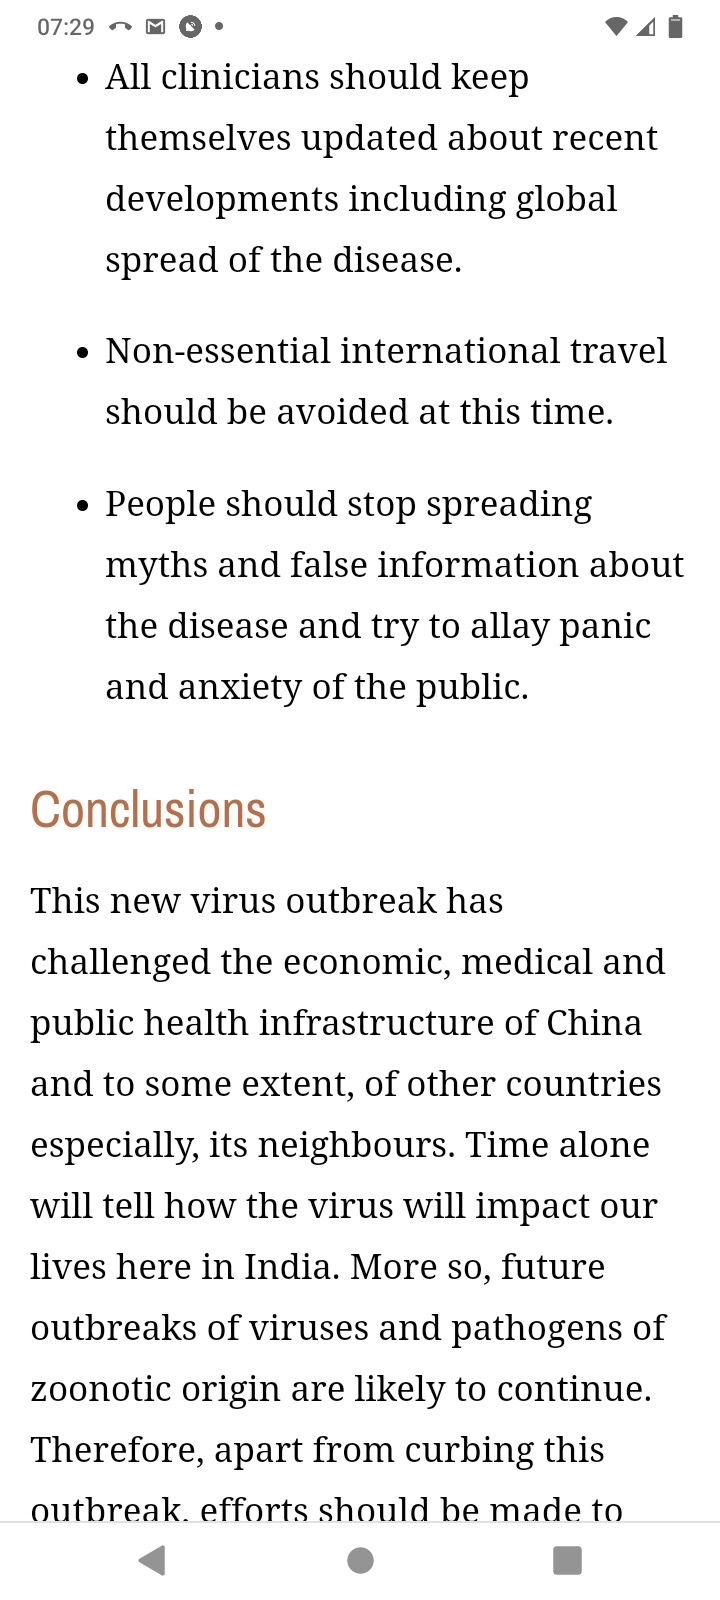 07:29
All clinicians should keep
themselves updated about recent
developments including global
spread of the disease.
Non-essential international travel
should be avoided at this time.
People should stop spreading
myths and false information about
the disease and try to allay panic
and anxiety of the public.
Conclusions
This new virus outbreak has
challenged the economic, medical and
public health infrastructure of China
and to some extent, of other countries
especially, its neighbours. Time alone
will tell how the virus will impact our
lives here in India. More so, future
outbreaks of viruses and pathogens of
zoonotic origin are likely to continue.
Therefore, apart from curbing this
outbreak, efforts should be made to